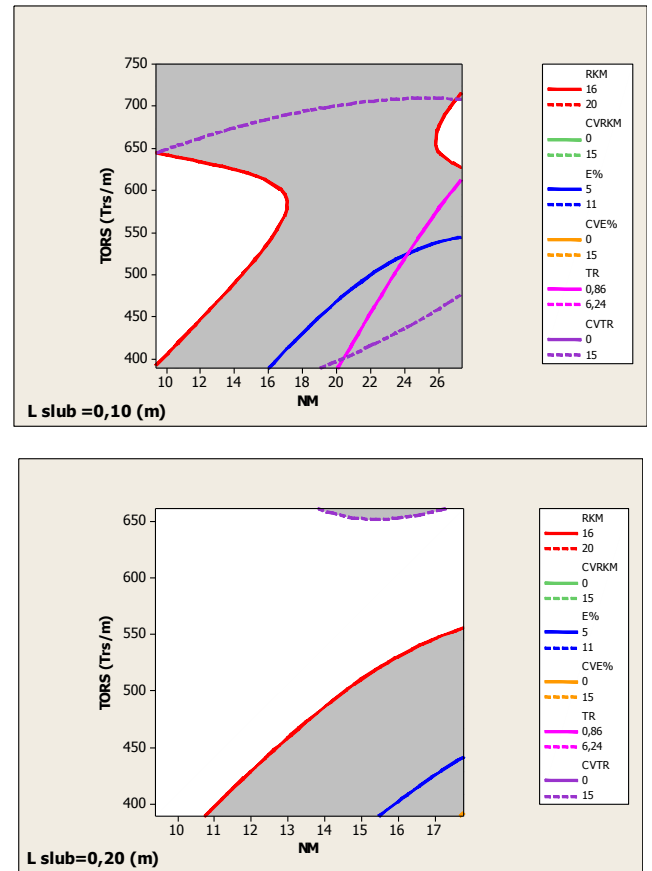 750
700
650
600
550
500
450
400
TORS (Trs/m)
10 12 14 16 18 20 22 24 26
NM
L slub =0,10 (m)
RKM
16
20
CVRKM
0
15
E%
5
11
CVE%
0
15
TR
0,86
6,24
CVTR
0
15
650
600
550
500
450
400
TORS (Trs/m)
10 11 12 13 14 15 16 17
NM
L slub=0,20 (m)
RKM
16
20
CVRKM
0
15
E%
5
11
CVE%
0
15
TR
0,86
6,24
CVTR
0
15